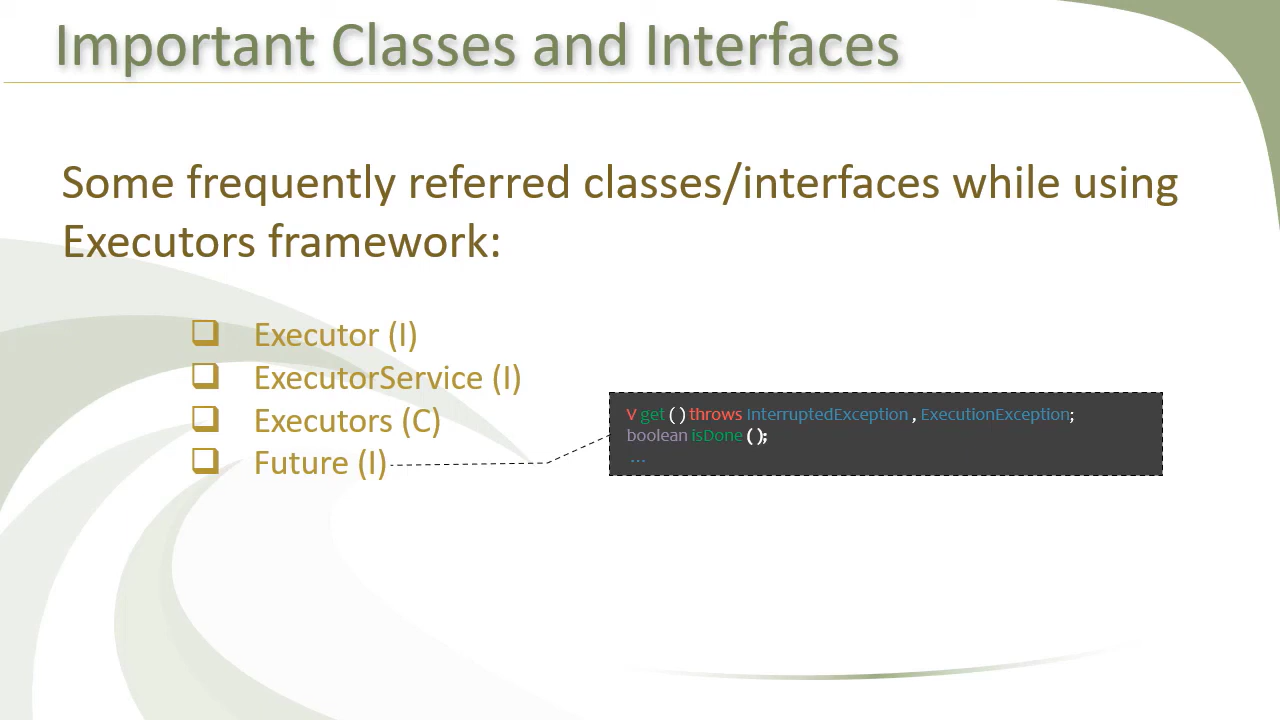 Important Classes and Interfaces
Some frequently referred classes/interfaces while using
Executors framework:
Executor (I)
ExecutorService (I)
Executors (C)
Future (I)
V get ( ) throws InterruptedException , ExecutionException;
boolean isDone ( );
...